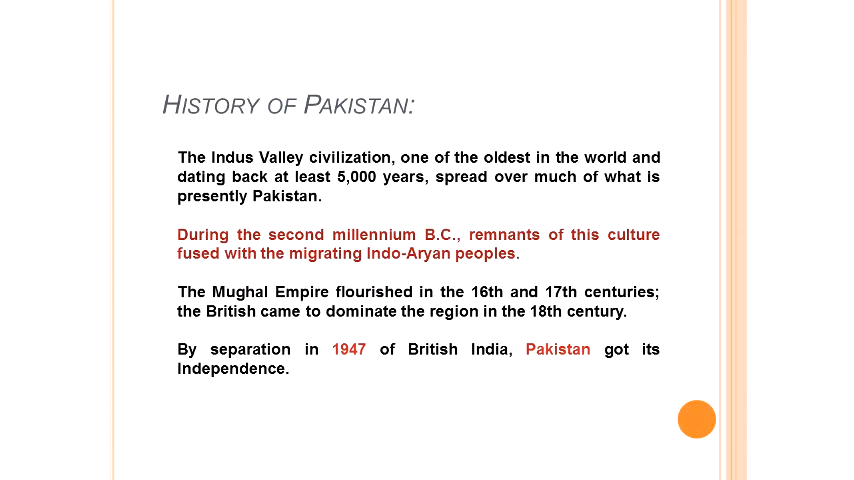 HISTORY OF PAKISTAN:
The Indus Valley civilization, one of the oldest in the world and
dating back at least 5,000 years, spread over much of what is
presently Pakistan.
During the second millennium B.C., remnants of this culture
fused with the migrating Indo-Aryan peoples.
The Mughal Empire flourished in the 16th and 17th centuries;
the British came to dominate the region in the 18th century.
By separation in 1947 of British India, Pakistan got its
Independence.